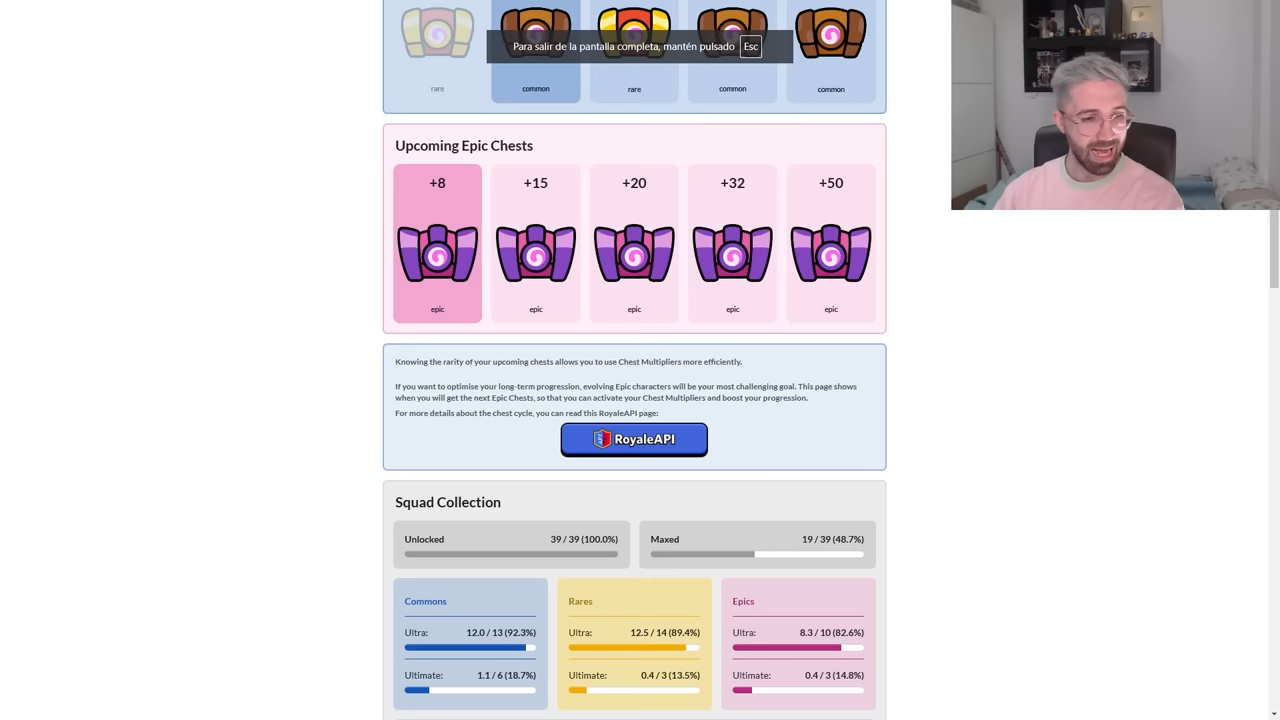 Para salir de la pantalla completa, mantén pulsado Esc
rare common rare common common
Upcoming Epic Chests
+8 +15 +20 +32 +50
epic epic epic epic epic
Knowing the rarity of your upcoming chests allows you to use Chest Multipliers more efficiently.
If you want to optimise your long-term progression, evolving Epic characters will be your most challenging goal. This page shows
when you will get the next Epic Chests, so that you can activate your Chest Multipliers and boost your progression.
For more details about the chest cycle, you can read this RoyaleAPI page:
RoyaleAPI
Squad Collection
Unlocked 39 / 39 (100.0%) Maxed 19 / 39 (48.7%)
Commons Rares Epics
Ultra: 12.0 / 13 (92.3%) Ultra: 12.5 / 14 (89.4%) Ultra: 8.3 / 10 (82.6%)
Ultimate: 1.1 / 6 (18.7%) Ultimate: 0.4 / 3 (13.5%) Ultimate: 0.4 / 3 (14.8%)